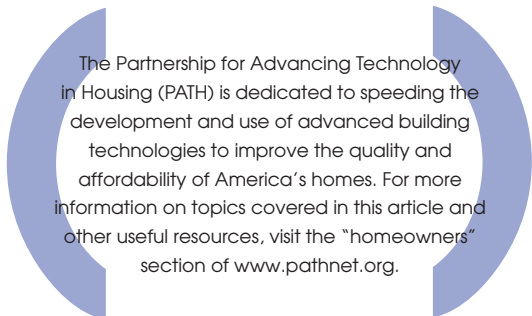 The Partnership for Advancing Technology
in Housing (PATH) is dedicated to speeding the
development and use of advanced building
technologies to improve the quality and
affordability of America’s homes. For more
information on topics covered in this article and
other useful resources, visit the “homeowners”
section of www.pathnet.org.